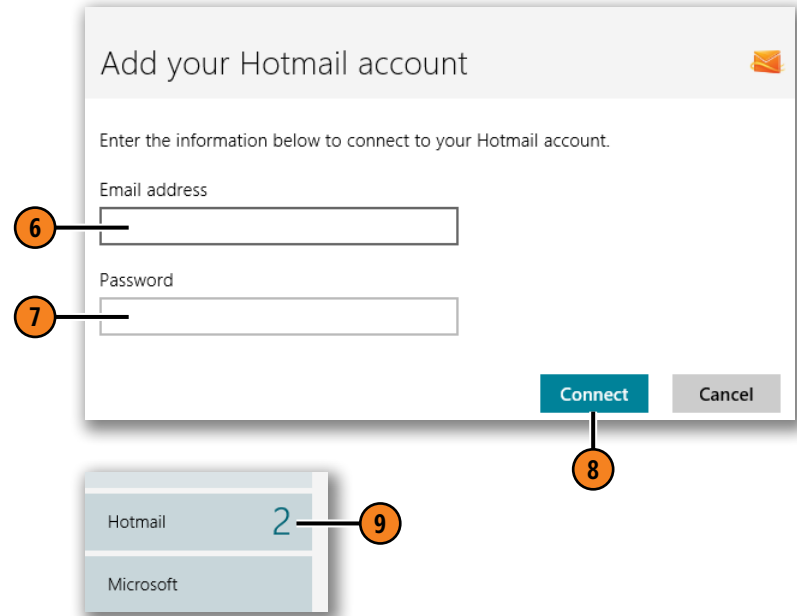 Add your Hotmail account
Enter the information below to connect to your Hotmail account.
Email address
6
Password
7
Connect
Cancel
8
Hotmail 2
9
Microsoft